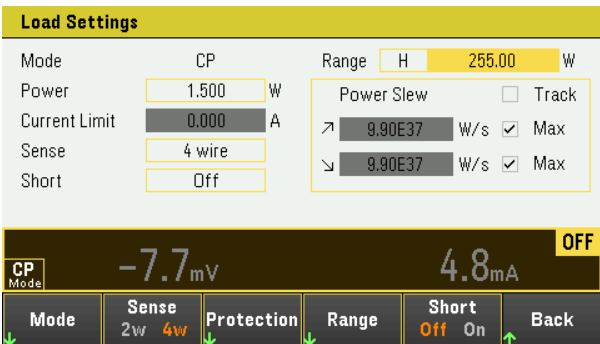 Load Settings
Mode CP Range H 255.00 W
Power 1.500 W Power Slew Track
Current Limit 0.000 A 9.90E37 W/s Max
Sense 4 wire 9.90E37 W/s Max
Short Off
OFF
CP Mode -7.7mV 4.8mA
Mode Sense 2w 4w Protection Range Short Off On Back